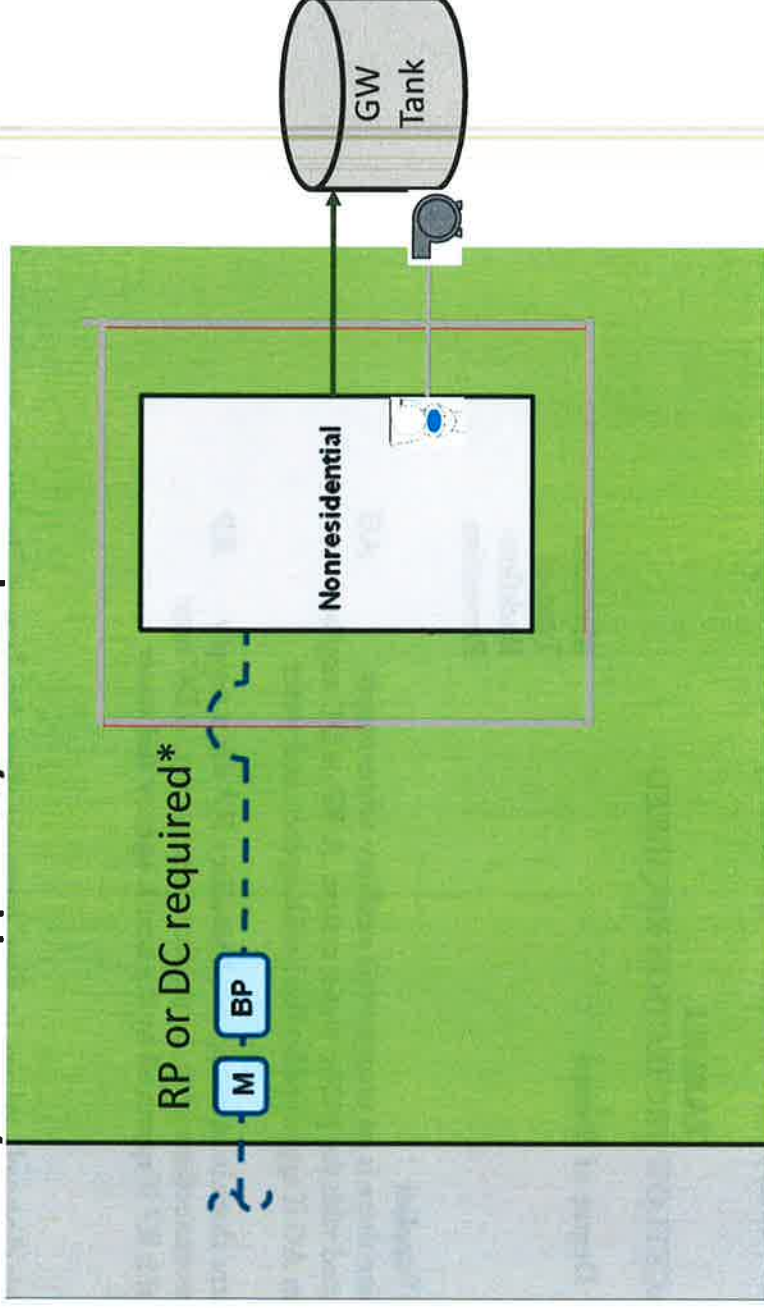 RP or DC required*
M
BP
Nonresidential
GW
Tank